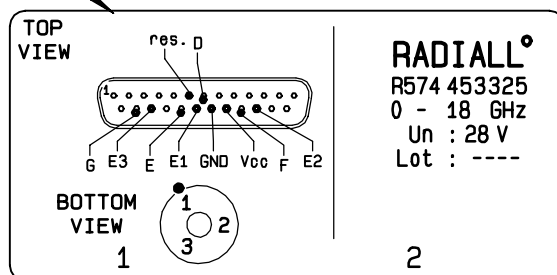 TOP
VIEW
res. D
1
G E3 E E1 GND Vcc F E2
BOTTOM
VIEW
1
2
3
1
RADIALL°
R574 453325
0 - 18 GHz
Un : 28 V
Lot : ----
2